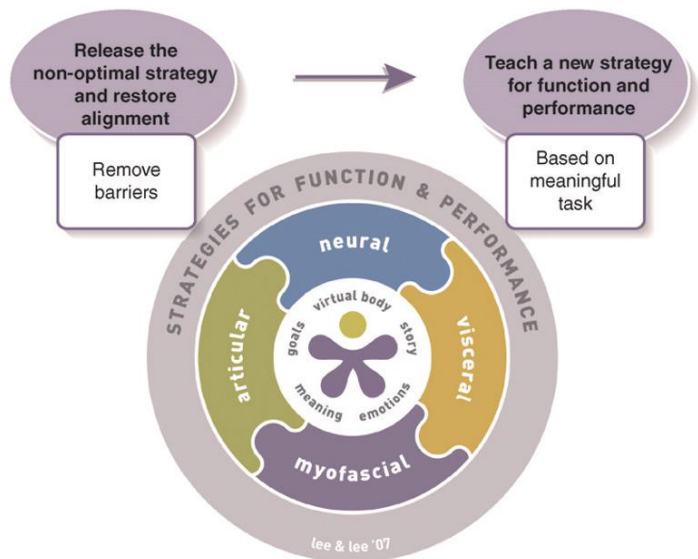 Release the
non-optimal strategy
and restore
alignment
Remove
barriers
Teach a new strategy
for function and
performance
Based on
meaningful
task
STRATEGIES FOR FUNCTION & PERFORMANCE
neural
articular
visceral
myofascial
virtual body
goals
story
meaning
emotions
lee & lee '07